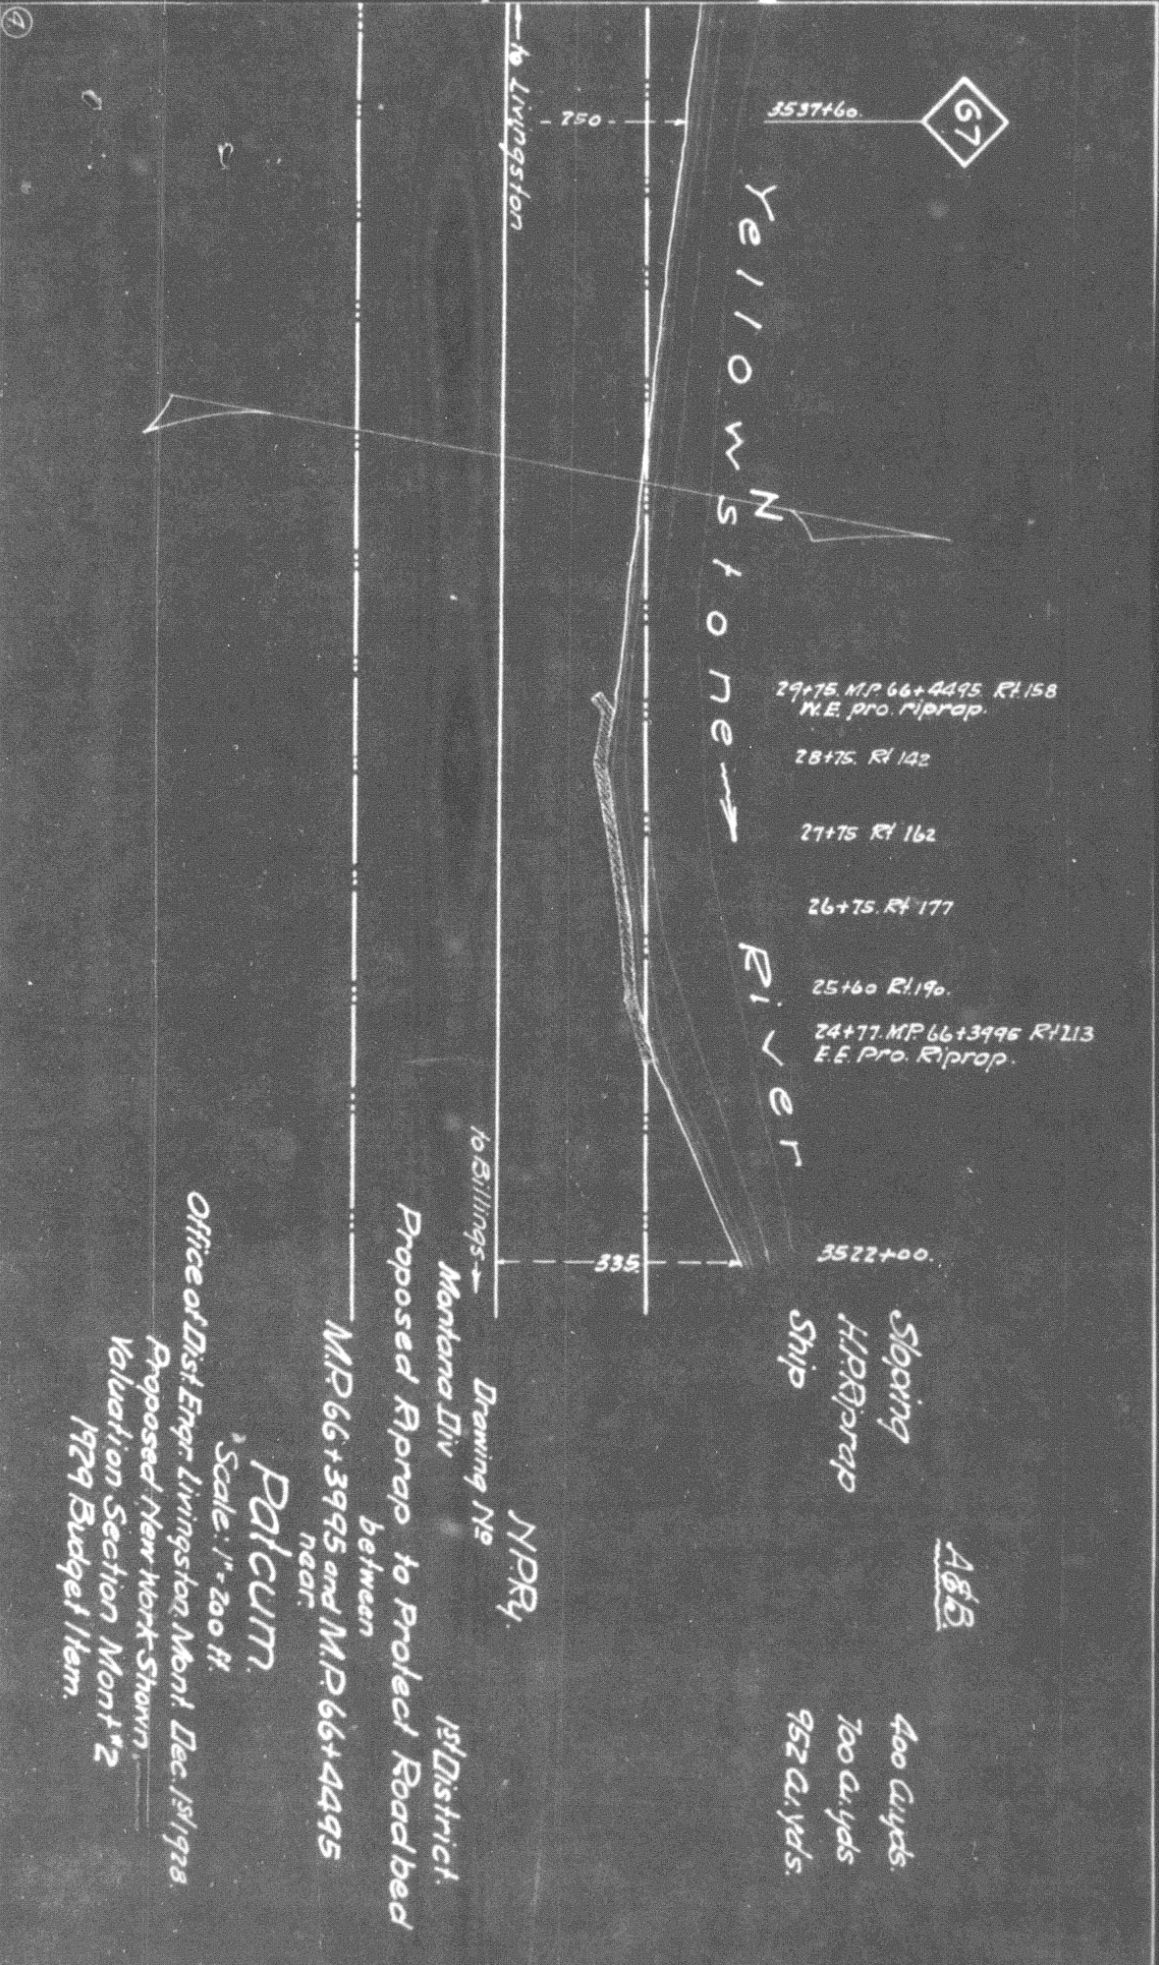 67
3537+60.
250
← to Livingston
Yellowstone River
N
29+75. M.P. 66+4495. Rt. 158
W.E. pro. riprap.
28+75. Rt 142
27+75 Rt 162
26+75. Rt 177
25+60 Rt. 190.
24+77. M.P. 66+3995 Rt 213
E.E. Pro. Riprap.
3522+00.
335
to Billings →
A & B.
Sloping 400 Cu. yds.
H.P. Riprap 700 Cu. yds
Ship 952 Cu. yds.
N.P.Ry.
Drawing No
Montana Div 1st District.
Proposed Riprap to Protect Roadbed
between
M.P. 66+3995 and M.P. 66+4495
near.
Patcum.
Scale: 1"=200 ft.
Office of Dist. Engr. Livingston, Mont. Dec. 1st 1928.
Proposed New Work Shown
Valuation Section Mont #2
1929 Budget Item.